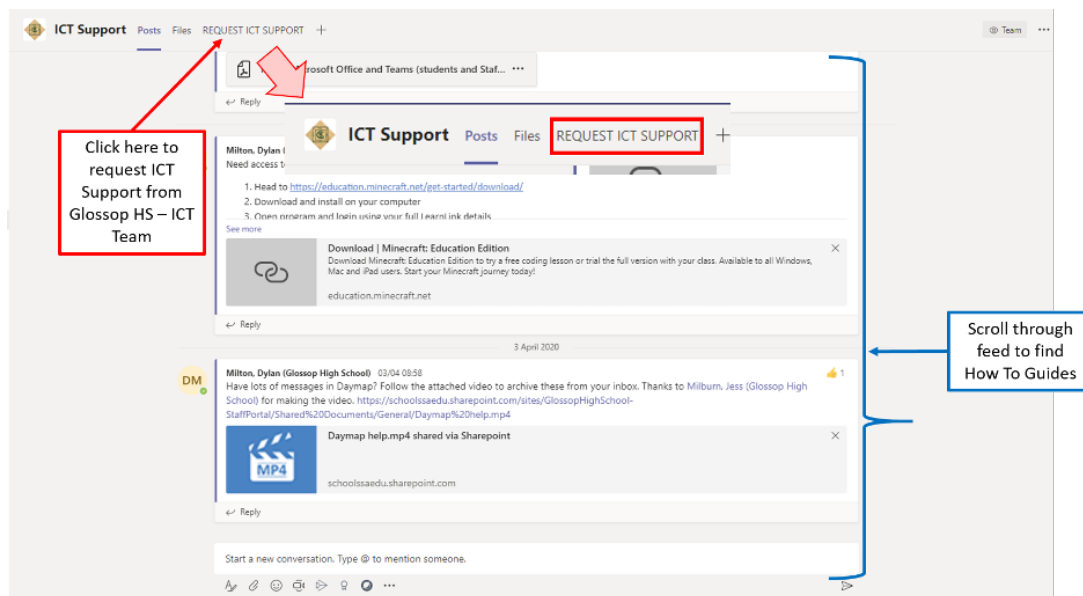 ICT Support Posts Files REQUEST ICT SUPPORT +
Team ...
rosoft Office and Teams (students and Staf... ...
Reply
ICT Support Posts Files REQUEST ICT SUPPORT +
Click here to
request ICT
Support from
Glossop HS – ICT
Team
Milton, Dylan (
Need access t
1. Head to https://education.minecraft.net/get-started/download/
2. Download and install on your computer
3. Open program and login using your full LearnLink details
See more
Download | Minecraft: Education Edition
Download Minecraft: Education Edition to try a free coding lesson or trial the full version with your class. Available to all Windows,
Mac and iPad users. Start your Minecraft journey today!
education.minecraft.net
Reply
Scroll through
feed to find
How To Guides
3 April 2020
DM
Milton, Dylan (Glossop High School) 03/04 08:58
1
Have lots of messages in Daymap? Follow the attached video to archive these from your inbox. Thanks to Milburn, Jess (Glossop High
School) for making the video. https://schoolssaedu.sharepoint.com/sites/GlossopHighSchool-
StaffPortal/Shared%20Documents/General/Daymap%20help.mp4
MP4
Daymap help.mp4 shared via Sharepoint
schoolssaedu.sharepoint.com
Reply
Start a new conversation. Type @ to mention someone.